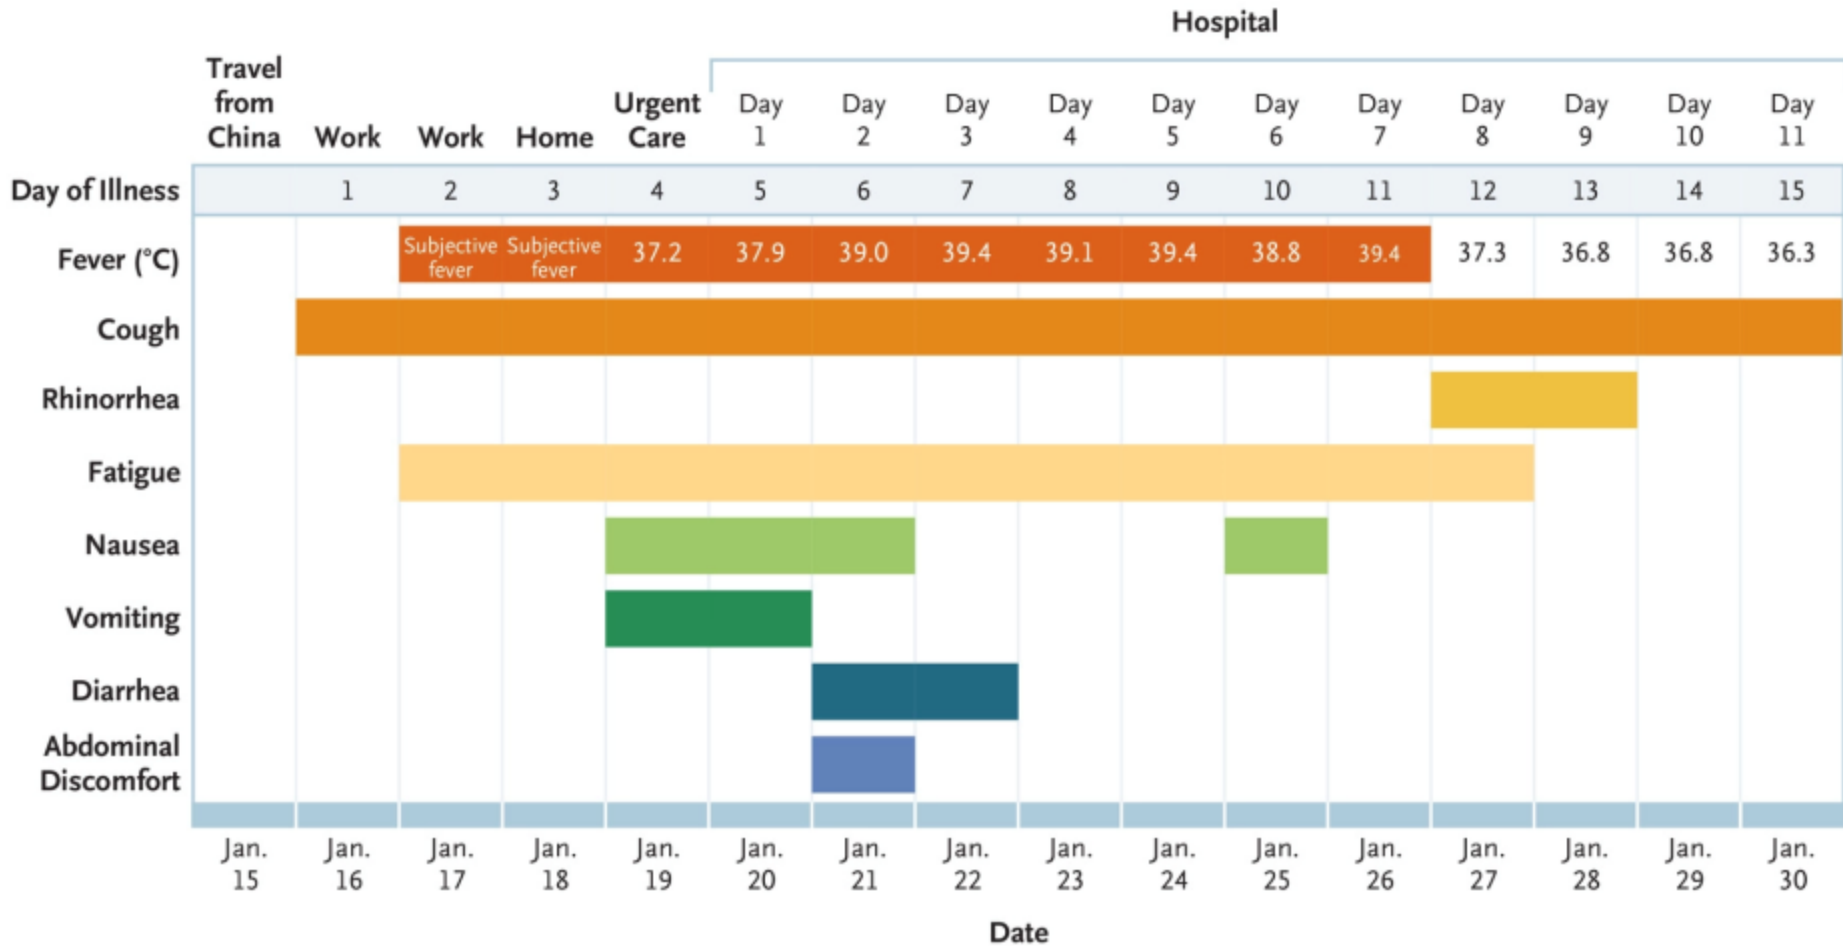 Hospital
Travel from China
Work
Work
Home
Urgent Care
Day 1
Day 2
Day 3
Day 4
Day 5
Day 6
Day 7
Day 8
Day 9
Day 10
Day 11
Day of Illness 1 2 3 4 5 6 7 8 9 10 11 12 13 14 15
Fever (°C) Subjective fever Subjective fever 37.2 37.9 39.0 39.4 39.1 39.4 38.8 39.4 37.3 36.8 36.8 36.3
Cough
Rhinorrhea
Fatigue
Nausea
Vomiting
Diarrhea
Abdominal
Discomfort
Jan. 15
Jan. 16
Jan. 17
Jan. 18
Jan. 19
Jan. 20
Jan. 21
Jan. 22
Jan. 23
Jan. 24
Jan. 25
Jan. 26
Jan. 27
Jan. 28
Jan. 29
Jan. 30
Date